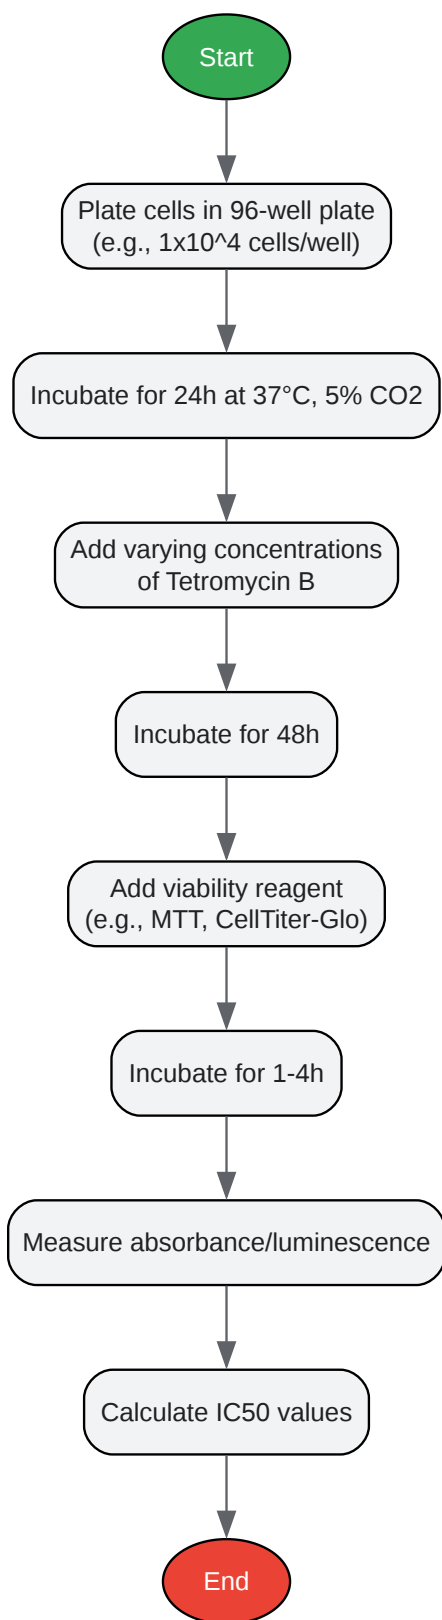 Start
Plate cells in 96-well plate
(e.g., 1x10^4 cells/well)
Incubate for 24h at 37°C, 5% CO2
Add varying concentrations
of Tetromycin B
Incubate for 48h
Add viability reagent
(e.g., MTT, CellTiter-Glo)
Incubate for 1-4h
Measure absorbance/luminescence
Calculate IC50 values
End